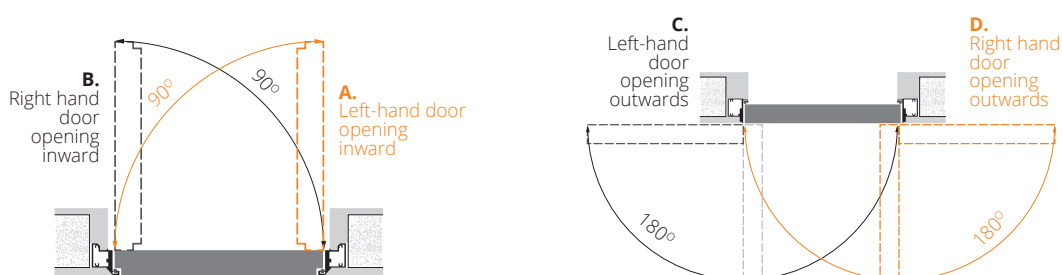 B.
Right hand
door
opening
inward
90°
90°
A.
Left-hand door
opening
inward
C.
Left-hand
door
opening
outwards
D.
Right hand
door
opening
outwards
180°
180°